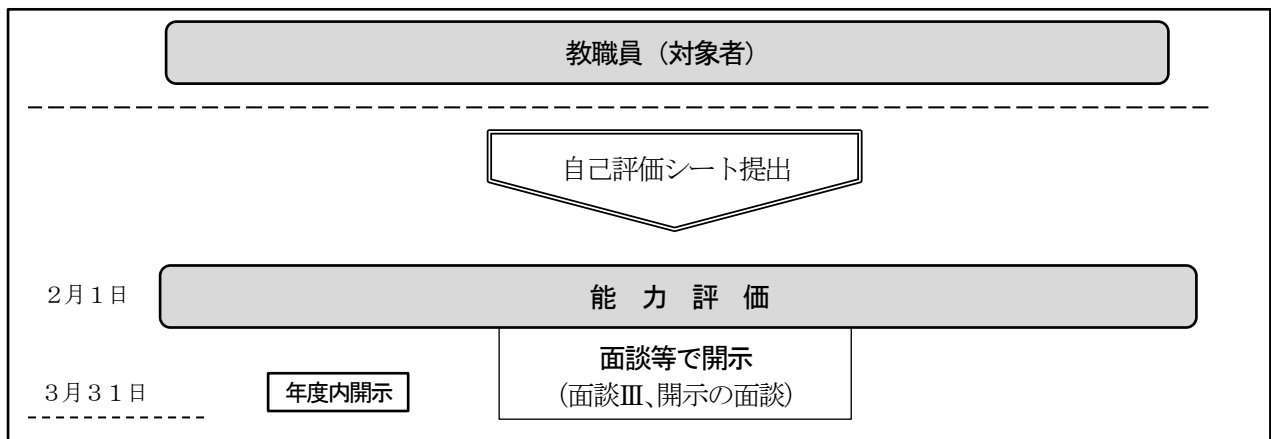 教職員（対象者）
自己評価シート提出
２月１日
能　力　評　価
面談等で開示
３月３１日
年度内開示
(面談Ⅲ、開示の面談)